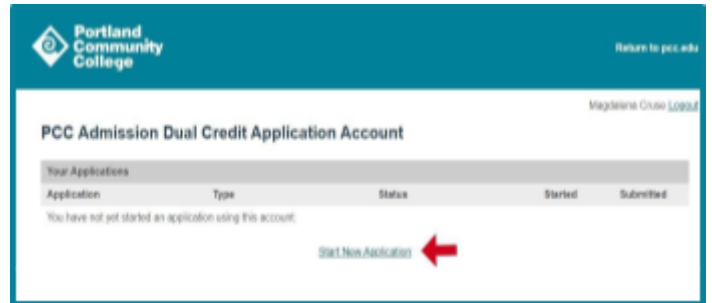 Portland
Community
College
Return to pcc.edu
Magdalena Cruso Logout
PCC Admission Dual Credit Application Account
Your Applications
Application Type Status Started Submitted
You have not yet started an application using this account.
Start New Application